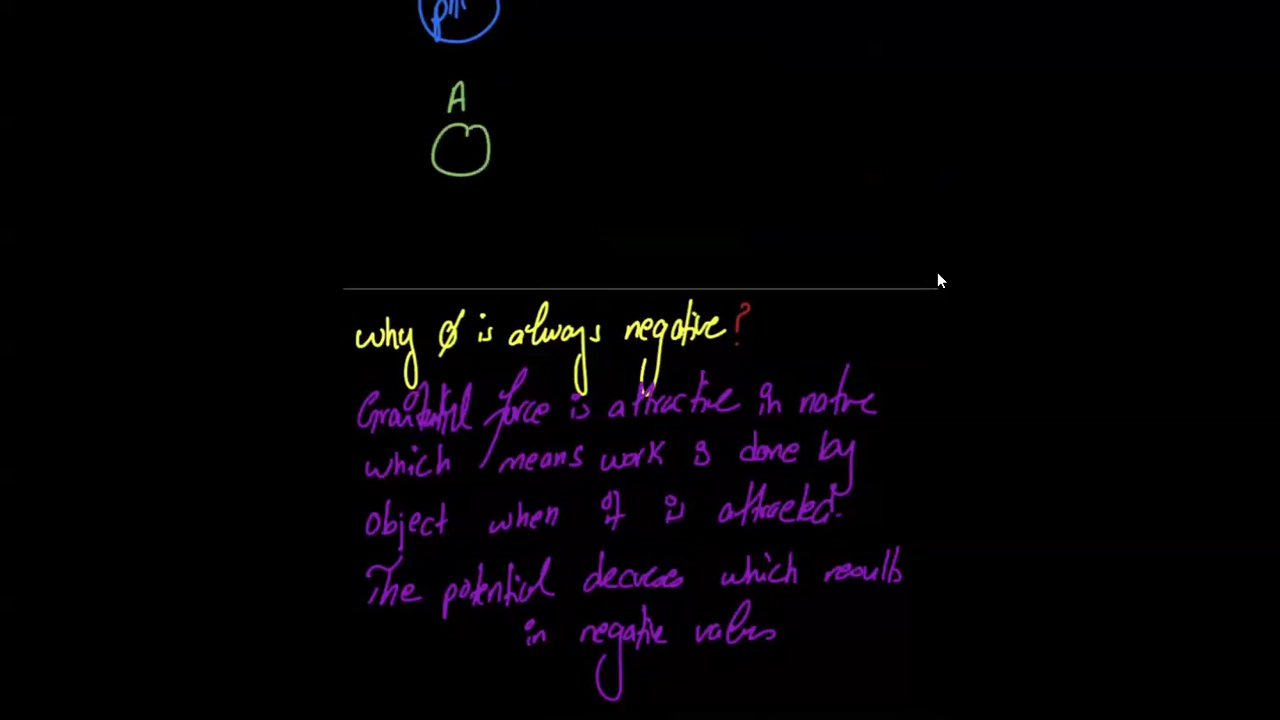 A
why ϕ is always negative?
Gravitational force is attractive in nature
which means work is done by
object when it is attracted.
The potential decreases which results
in negative values